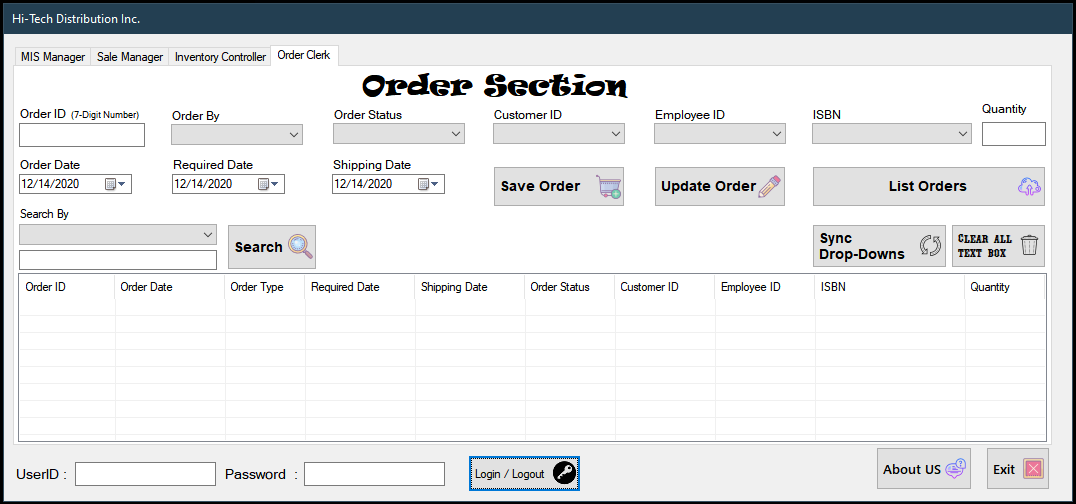 Hi-Tech Distribution Inc.
MIS Manager Sale Manager Inventory Controller Order Clerk
Order Section
Order ID (7-Digit Number) Order By Order Status Customer ID Employee ID ISBN Quantity
Order Date Required Date Shipping Date
12/14/2020 12/14/2020 12/14/2020 Save Order Update Order List Orders
Search By
Search
Sync
Drop-Downs
CLEAR ALL
TEXT BOX
Order ID Order Date Order Type Required Date Shipping Date Order Status Customer ID Employee ID ISBN Quantity
UserID : Password : Login / Logout About US Exit